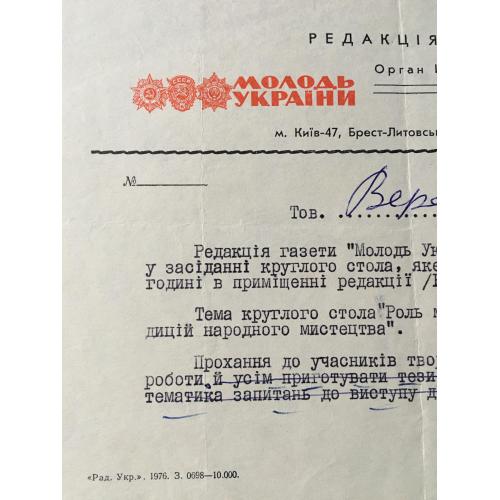 РЕДАКЦІЯ
Орган
МОЛОДЬ
УКРАЇНИ
м. Київ-47, Брест-Литовсь
№
Тов. Вере
Редакція газети "Молодь Ук
у засіданні круглого стола, яке
годині в приміщенні редакції /
Тема круглого стола"Роль м
дицій народного мистецтва".
Прохання до учасників твор
роботи й усім приготувати тези
тематика запитань до виступу д
«Рад. Укр.». 1976. З. 0698—10.000.